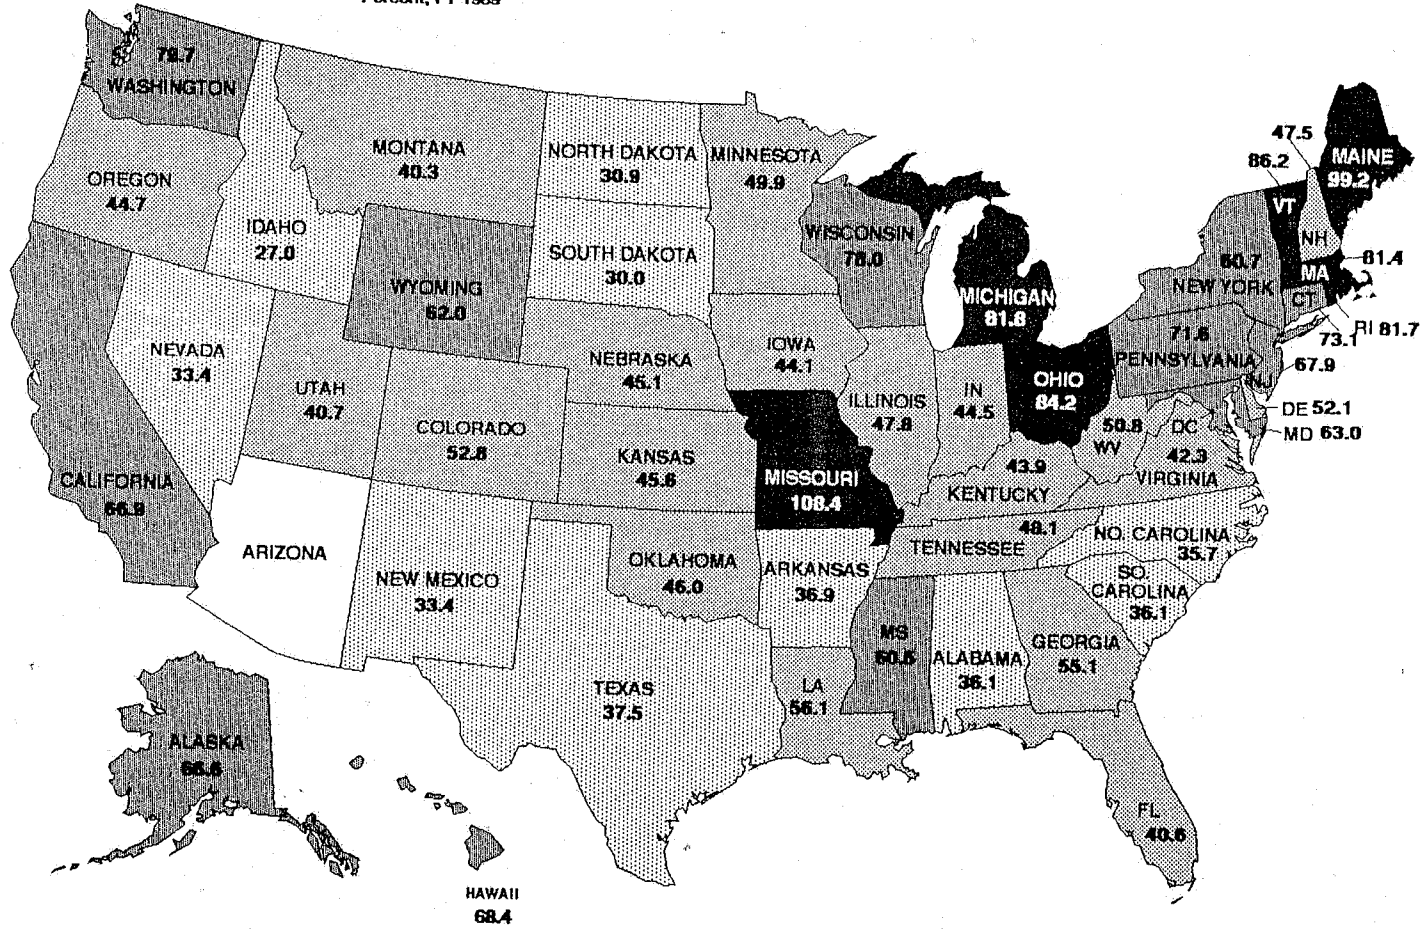 Percent, FY
79.7
WASHINGTON
MONTANA
40.3
NORTH DAKOTA
30.9
MINNESOTA
49.9
47.5
86.2
MAINE
99.2
OREGON
44.7
IDAHO
27.0
SOUTH DAKOTA
30.0
WISCONSIN
78.0
VT
NH
81.4
WYOMING
62.0
MICHIGAN
81.8
60.7
NEW YORK
MA
CT
RI 81.7
73.1
NEVADA
33.4
UTAH
40.7
NEBRASKA
45.1
IOWA
44.1
71.6
PENNSYLVANIA
NJ
67.9
ILLINOIS
47.8
IN
44.5
OHIO
84.2
DE 52.1
MD 63.0
COLORADO
52.8
KANSAS
45.6
MISSOURI
108.4
50.8
WV
DC
42.3
VIRGINIA
CALIFORNIA
66.9
43.9
KENTUCKY
ARIZONA
NEW MEXICO
33.4
OKLAHOMA
46.0
ARKANSAS
36.9
48.1
TENNESSEE
NO. CAROLINA
35.7
SO.
CAROLINA
36.1
TEXAS
37.5
LA
56.1
MS
60.5
ALABAMA
36.1
GEORGIA
55.1
ALASKA
66.6
FL
40.6
HAWAII
68.4